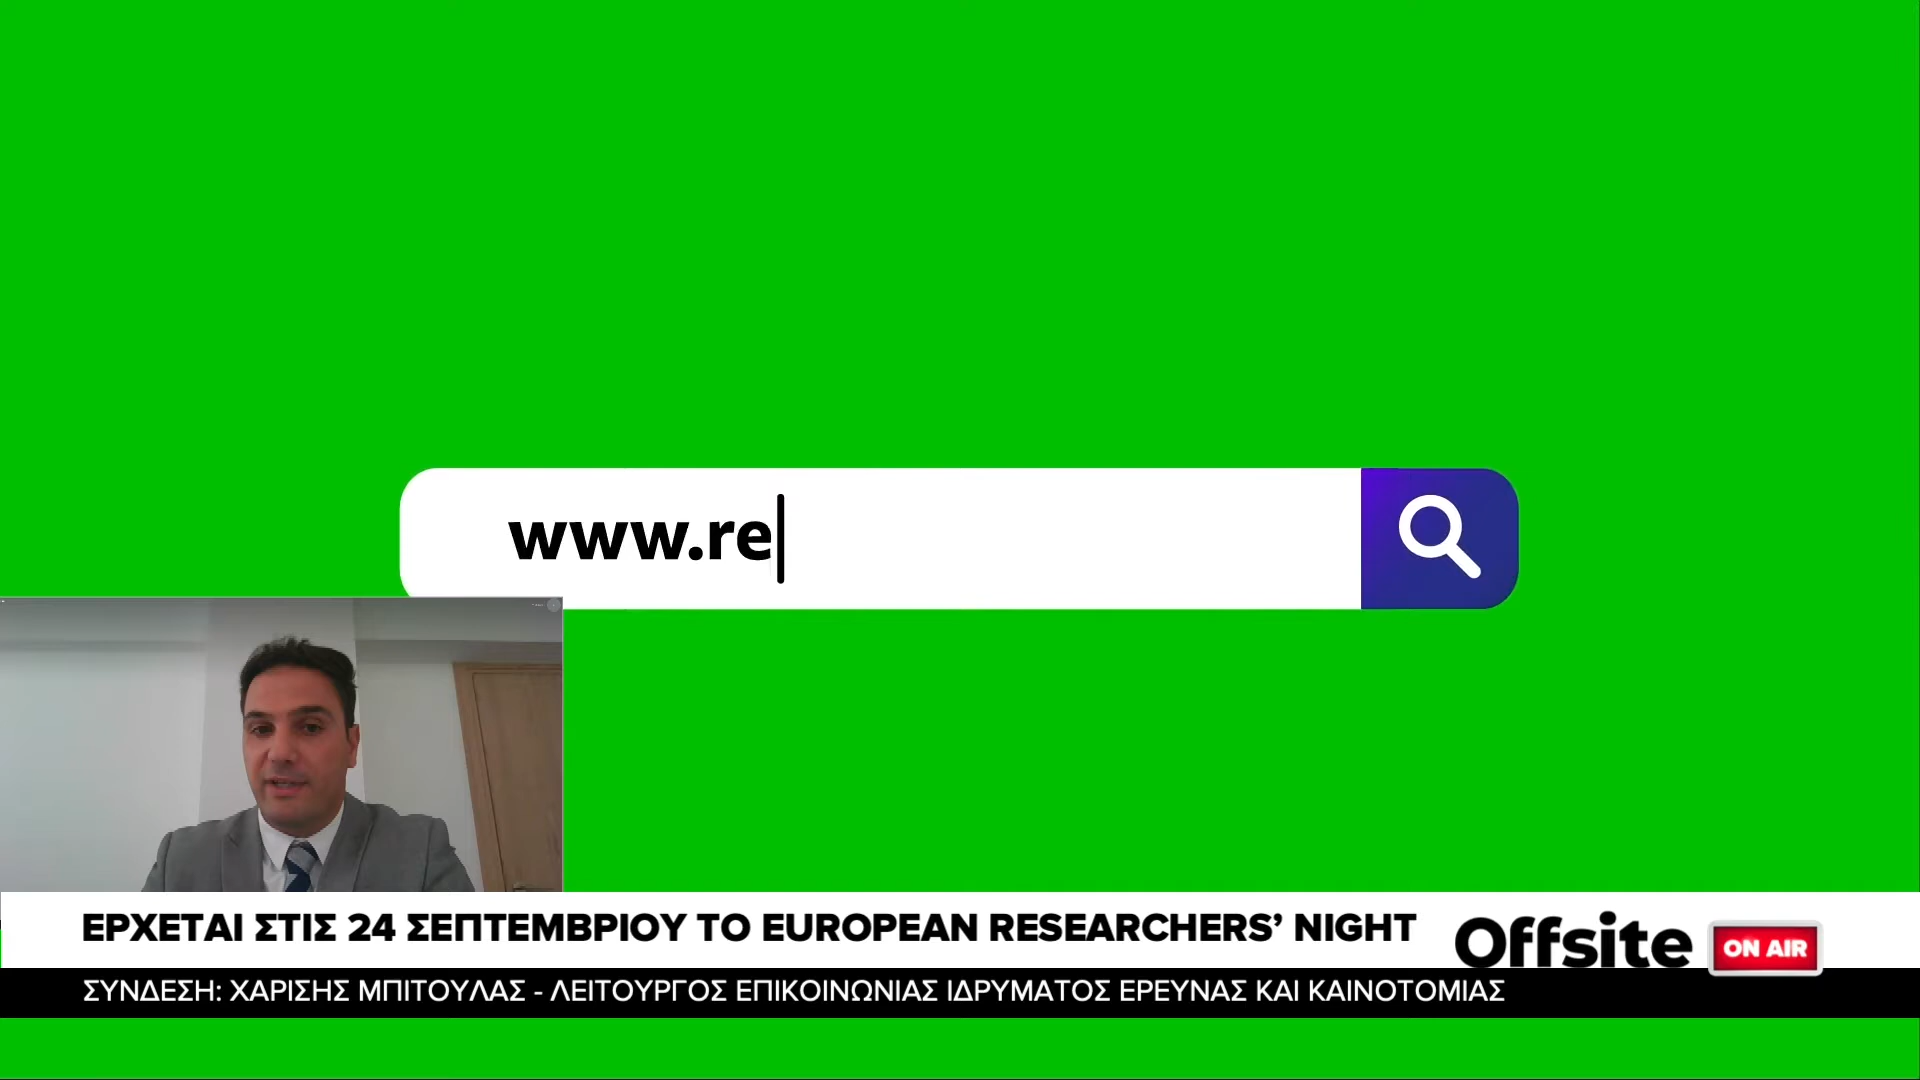 www.re
ΕΡΧΕΤΑΙ ΣΤΙΣ 24 ΣΕΠΤΕΜΒΡΙΟΥ ΤΟ EUROPEAN RESEARCHERS’ NIGHT
Offsite
ON AIR
ΣΥΝΔΕΣΗ: ΧΑΡΙΣΗΣ ΜΠΙΤΟΥΛΑΣ - ΛΕΙΤΟΥΡΓΟΣ ΕΠΙΚΟΙΝΩΝΙΑΣ ΙΔΡΥΜΑΤΟΣ ΕΡΕΥΝΑΣ ΚΑΙ ΚΑΙΝΟΤΟΜΙΑΣ